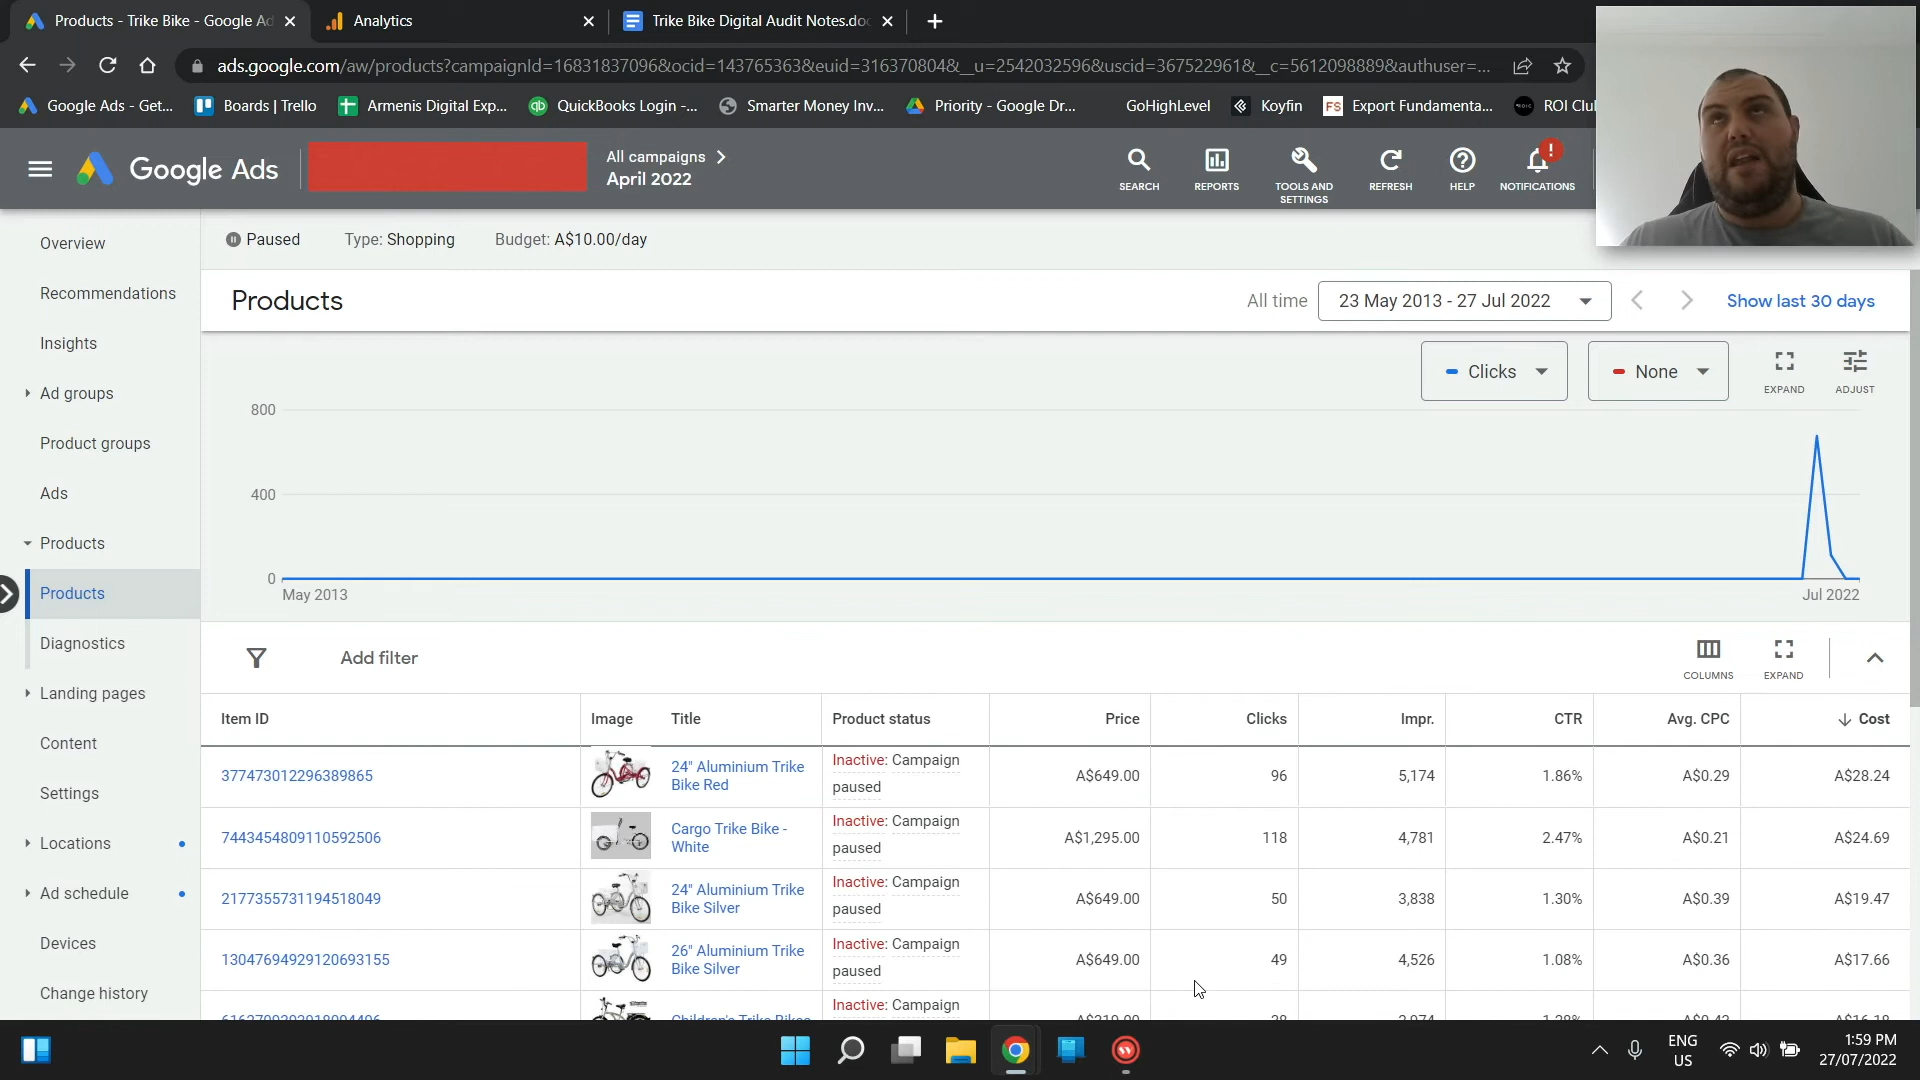 Products - Trike Bike - Google Ad
Analytics
Trike Bike Digital Audit Notes.do
ads.google.com/aw/products?campaignId=16831837096&ocid=143765363&euid=316370804&__u=2542032596&uscid=367522961&__c=5612098889&authuser=...
Google Ads - Get...
Boards | Trello
Armenis Digital Exp...
QuickBooks Login -...
Smarter Money Inv...
Priority - Google Dr...
GoHighLevel
Koyfin
FS
Export Fundamenta...
ROI Clu
Google Ads
All campaigns
April 2022
SEARCH
REPORTS
TOOLS AND
SETTINGS
REFRESH
HELP
NOTIFICATIONS
Overview
Recommendations
Insights
Ad groups
Product groups
Ads
Products
Products
Diagnostics
Landing pages
Content
Settings
Locations
Ad schedule
Devices
Change history
Paused
Type: Shopping
Budget: A$10.00/day
Products
All time
23 May 2013 - 27 Jul 2022
Show last 30 days
Clicks
None
EXPAND
ADJUST
800
400
0
May 2013
Jul 2022
Add filter
COLUMNS
EXPAND
Item ID Image Title Product status Price Clicks Impr. CTR Avg. CPC Cost
377473012296389865 24" Aluminium Trike Inactive: Campaign A$649.00 96 5,174 1.86% A$0.29 A$28.24
Bike Red paused
7443454809110592506 Cargo Trike Bike - Inactive: Campaign A$1,295.00 118 4,781 2.47% A$0.21 A$24.69
White paused
2177355731194518049 24" Aluminium Trike Inactive: Campaign A$649.00 50 3,838 1.30% A$0.39 A$19.47
Bike Silver paused
13047694929120693155 26" Aluminium Trike Inactive: Campaign A$649.00 49 4,526 1.08% A$0.36 A$17.66
Bike Silver paused
Inactive: Campaign
ENG
US
1:59 PM
27/07/2022